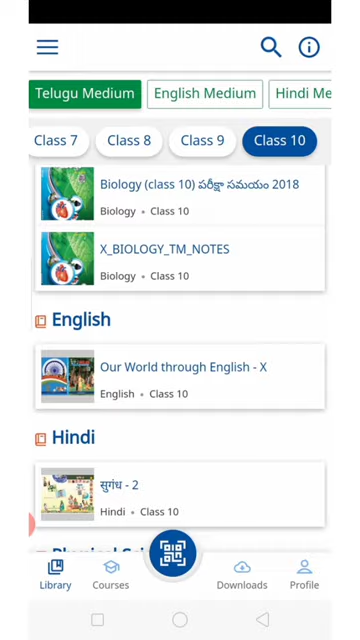 Telugu Medium English Medium Hindi Me
Class 7 Class 8 Class 9 Class 10
Biology (class 10) పరీక్షా సమయం 2018
Biology • Class 10
X_BIOLOGY_TM_NOTES
Biology • Class 10
English
Our World through English - X
English • Class 10
Hindi
सुगंध - 2
Hindi • Class 10
Physical Sci
Library Courses Downloads Profile